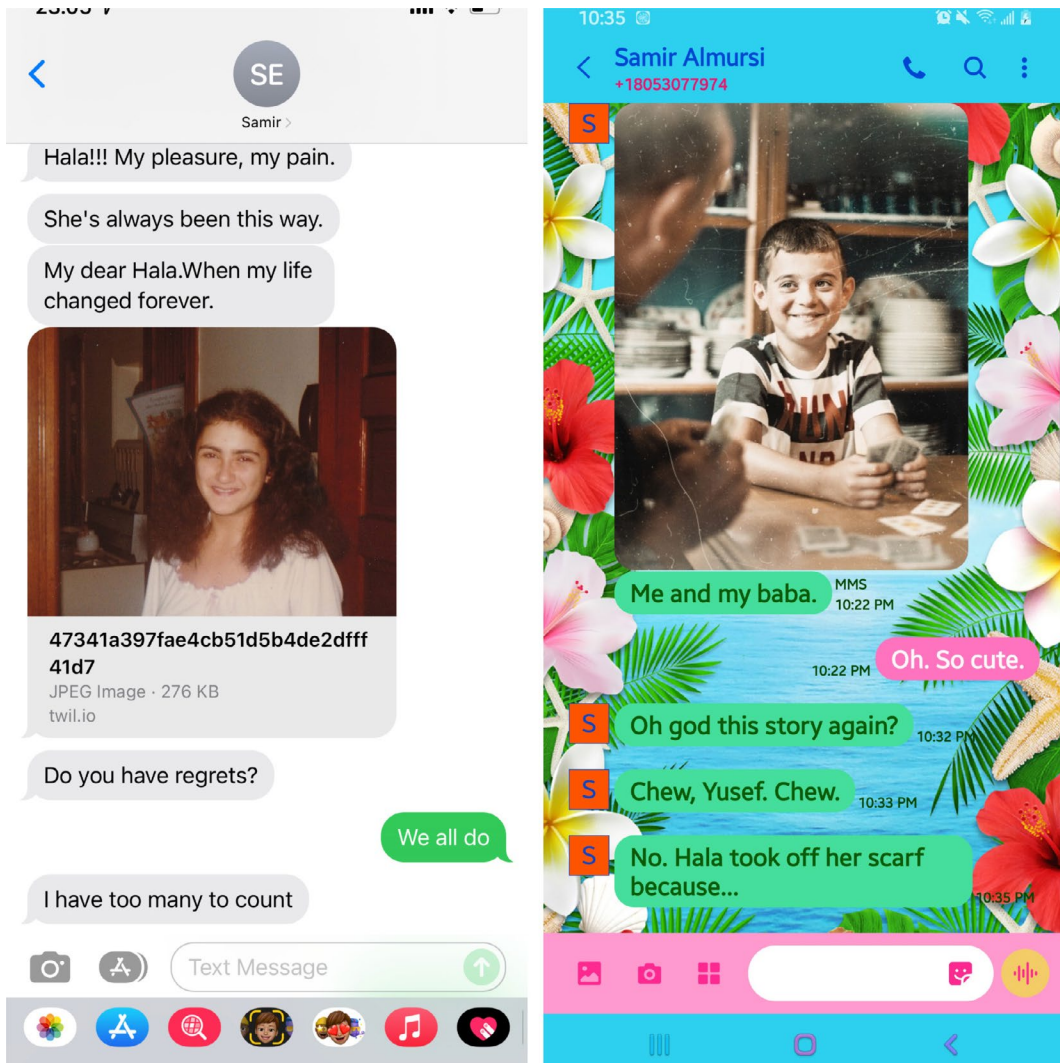 23:05
SE
Samir
Hala!!! My pleasure, my pain.
She's always been this way.
My dear Hala.When my life
changed forever.
47341a397fae4cb51d5b4de2dfff
41d7
JPEG Image · 276 KB
twil.io
Do you have regrets?
We all do
I have too many to count
Text Message
10:35
Samir Almursi
+18053077974
S
Me and my baba.
MMS
10:22 PM
10:22 PM
Oh. So cute.
S
Oh god this story again?
10:32 PM
S
Chew, Yusef. Chew.
10:33 PM
S
No. Hala took off her scarf
because...
10:35 PM